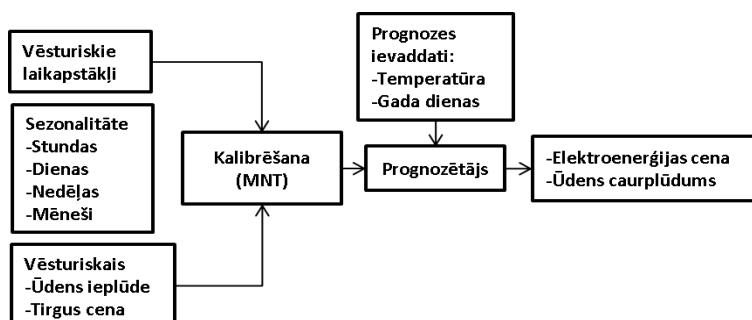 Vēsturiskie
laikapstākļi
Sezonalitāte
-Stundas
-Dienas
-Nedēļas
-Mēneši
Vēsturiskais
-Ūdens ieplūde
-Tirgus cena
Kalibrēšana
(MNT)
Prognozes
ievaddati:
-Temperatūra
-Gada dienas
Prognozētājs
-Elektroenerģijas cena
-Ūdens caurplūdums